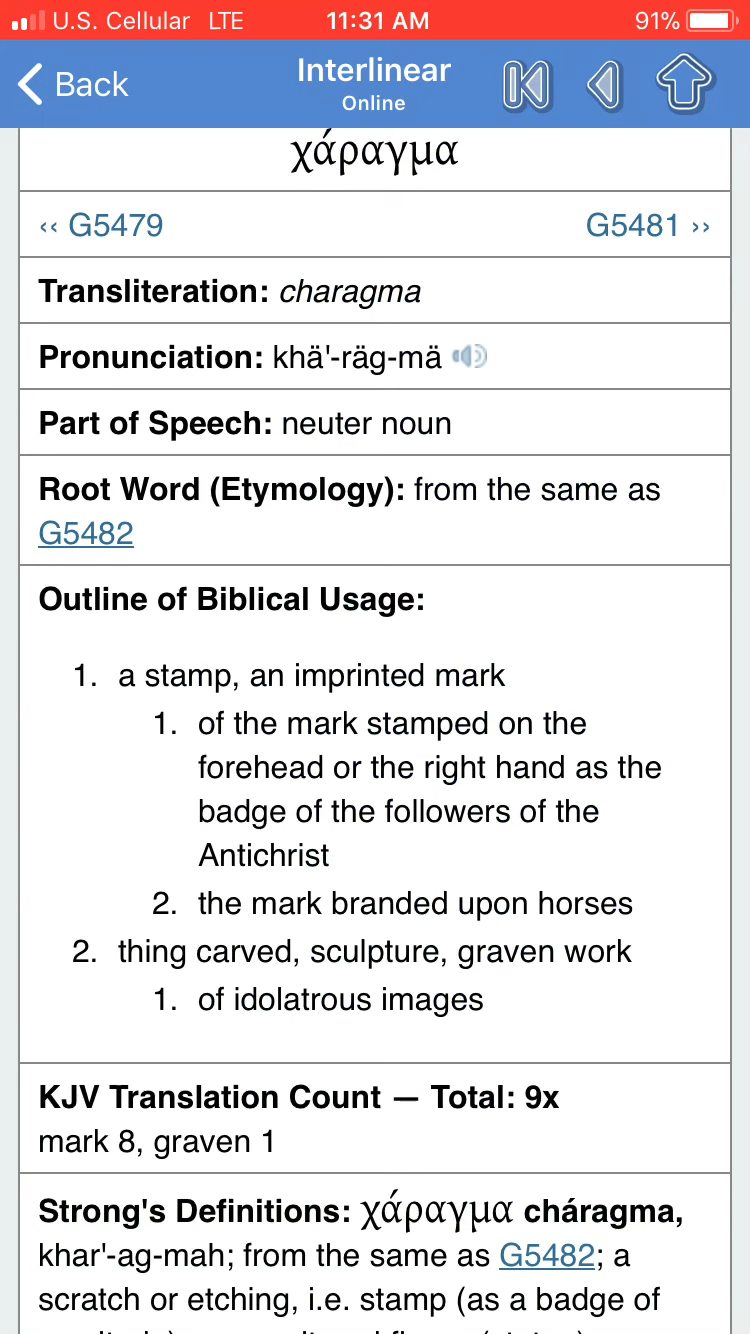 U.S. Cellular LTE 11:31 AM 91%
Back Interlinear
Online
χάραγμα
‹‹ G5479 G5481 ››
Transliteration: charagma
Pronunciation: khä'-räg-mä
Part of Speech: neuter noun
Root Word (Etymology): from the same as
G5482
Outline of Biblical Usage:
1. a stamp, an imprinted mark
1. of the mark stamped on the
forehead or the right hand as the
badge of the followers of the
Antichrist
2. the mark branded upon horses
2. thing carved, sculpture, graven work
1. of idolatrous images
KJV Translation Count — Total: 9x
mark 8, graven 1
Strong's Definitions: χάραγμα cháragma,
khar'-ag-mah; from the same as G5482; a
scratch or etching, i.e. stamp (as a badge of